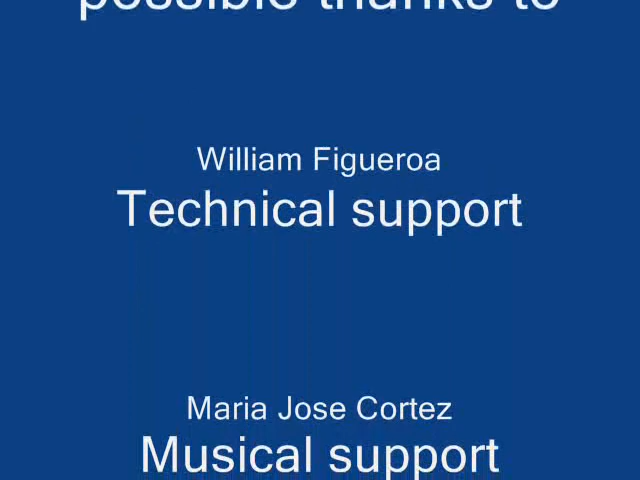 possible thanks to
William Figueroa
Technical support
Maria Jose Cortez
Musical support